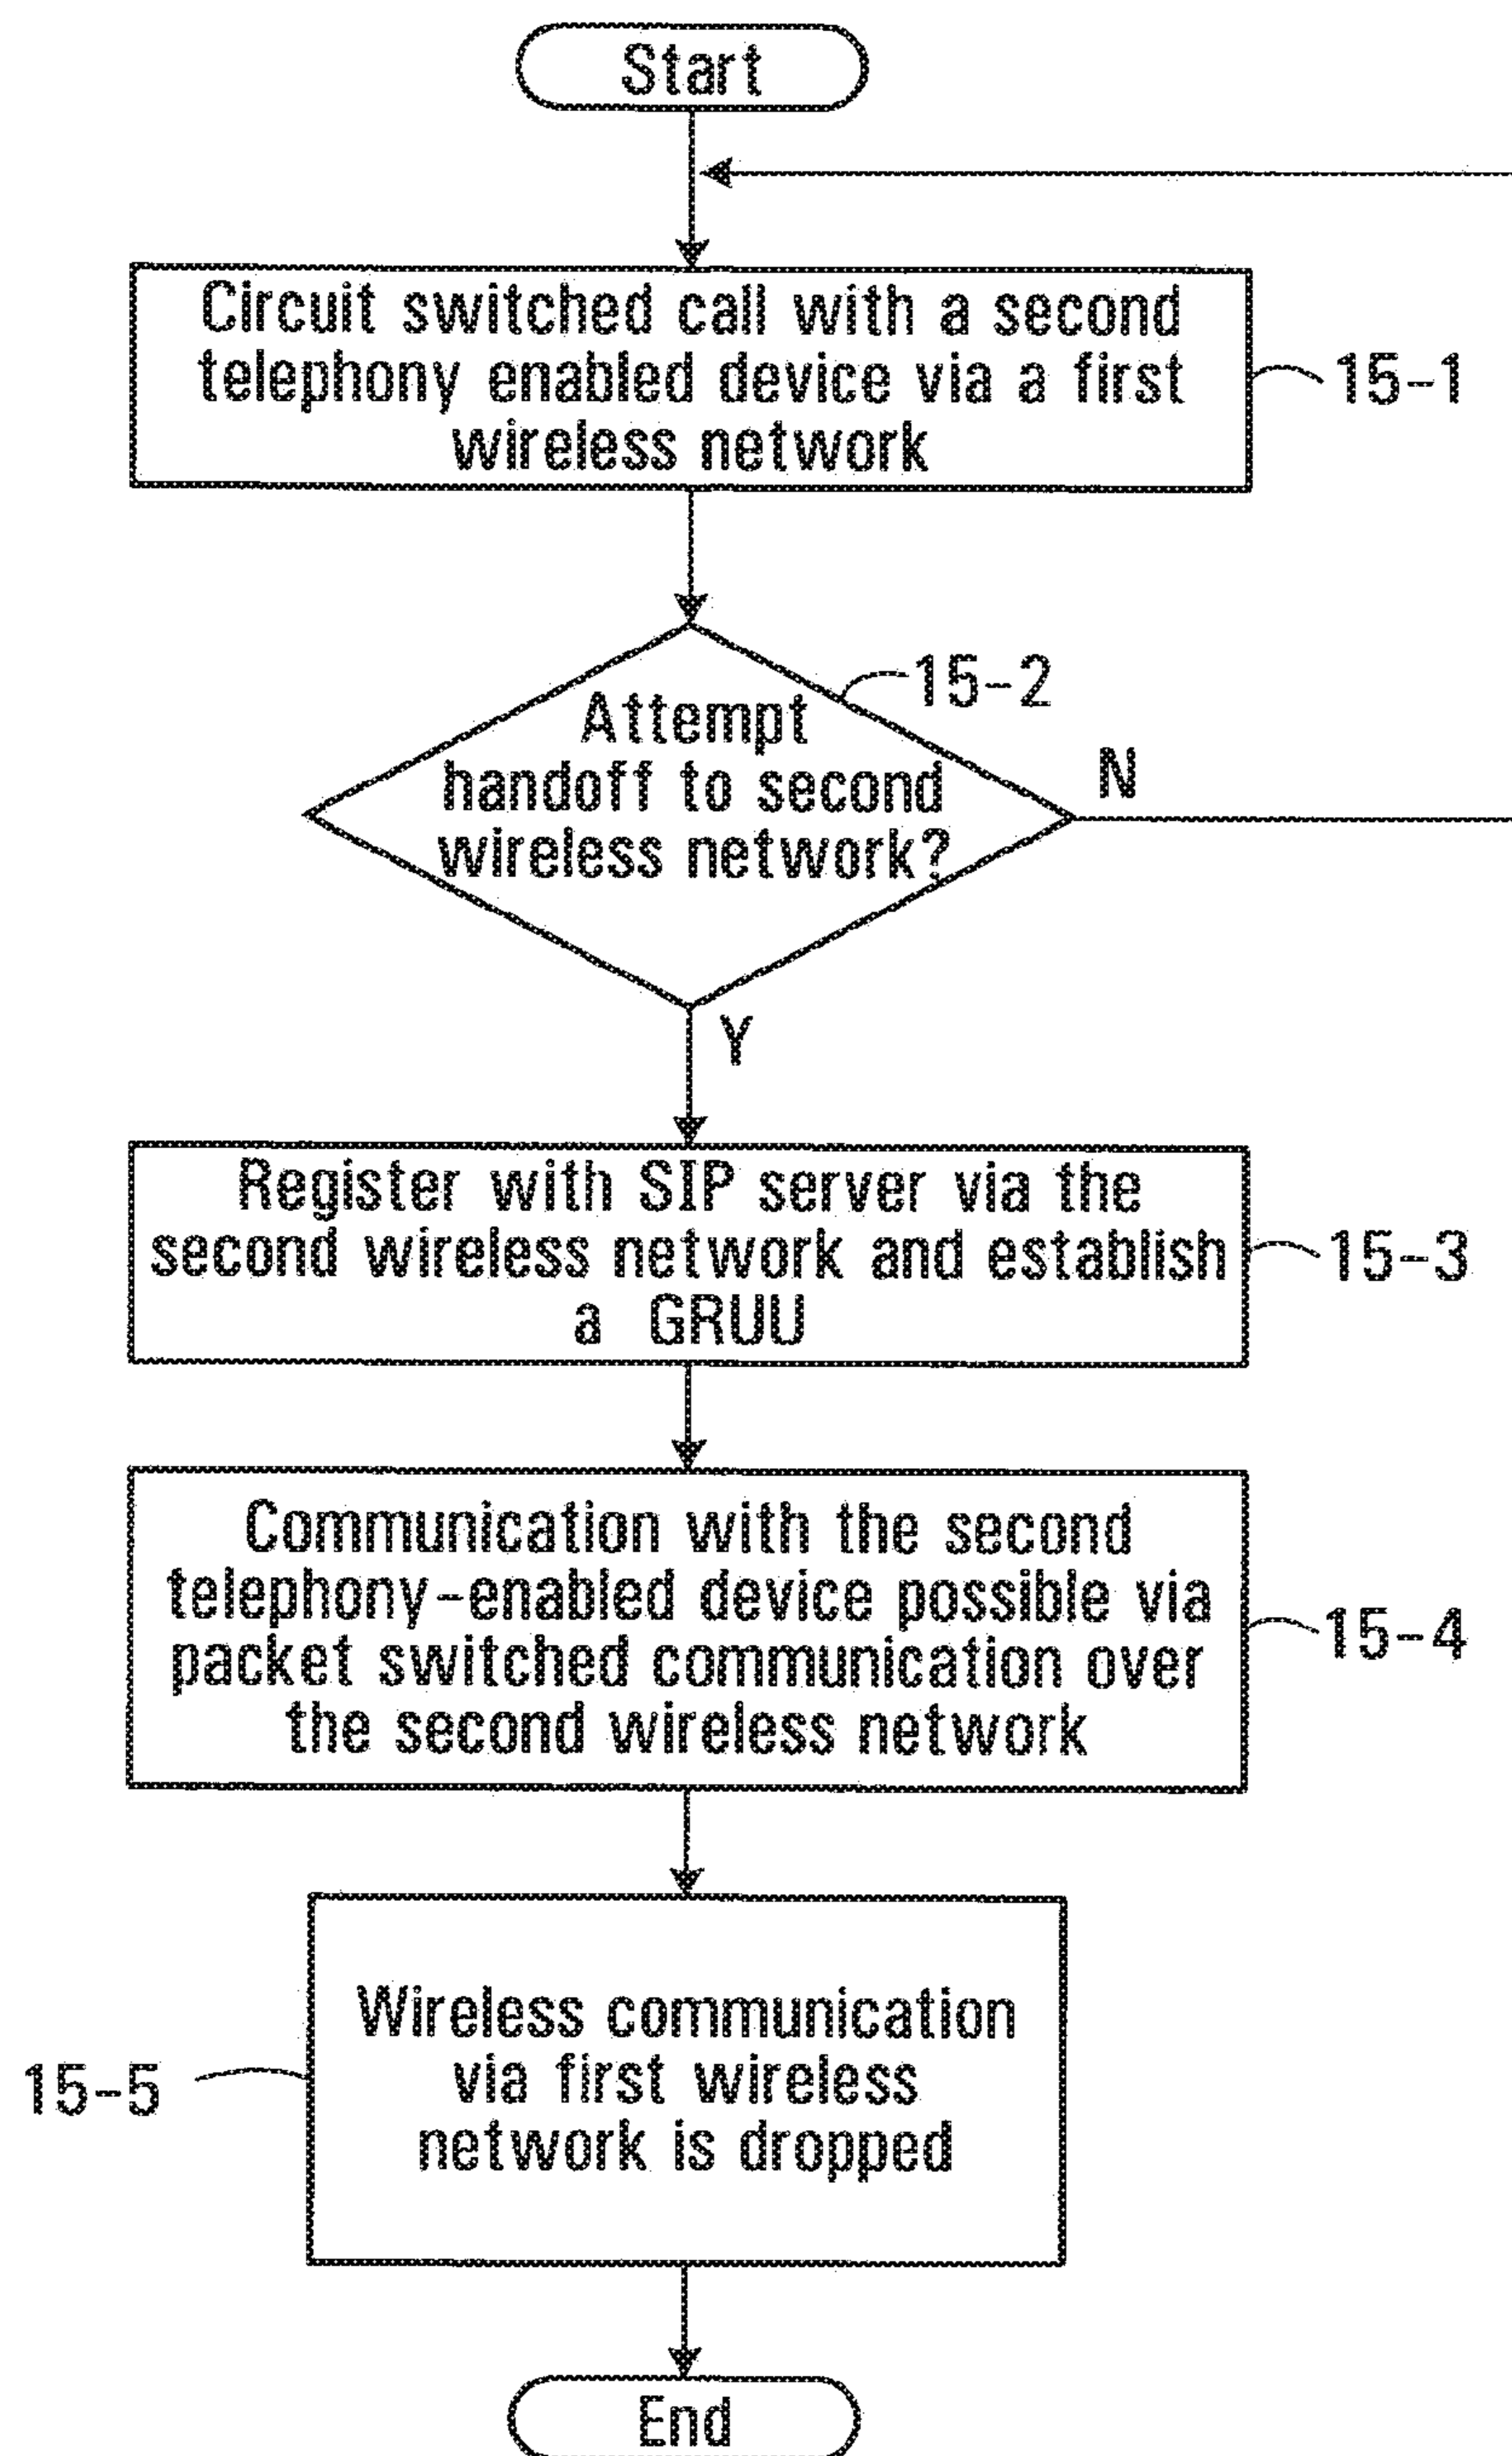 Start
Circuit switched call with a second
telephony enabled device via a first
wireless network
15-1
15-2
Attempt
handoff to second
wireless network?
N
Y
Register with SIP server via the
second wireless network and establish
a GRUU
15-3
Communication with the second
telephony-enabled device possible via
packet switched communication over
the second wireless network
15-4
Wireless communication
via first wireless
network is dropped
15-5
End